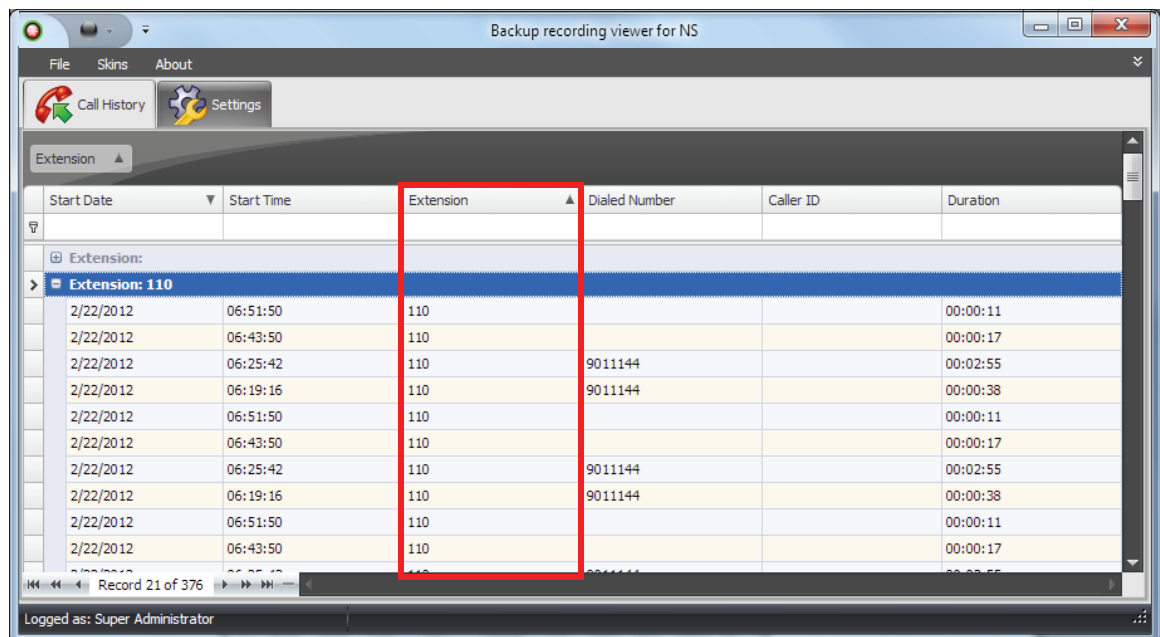 Backup recording viewer for NS
File Skins About
Call History Settings
Extension
Start Date Start Time Extension Dialed Number Caller ID Duration
Extension:
Extension: 110
2/22/2012 06:51:50 110 00:00:11
2/22/2012 06:43:50 110 00:00:17
2/22/2012 06:25:42 110 9011144 00:02:55
2/22/2012 06:19:16 110 9011144 00:00:38
2/22/2012 06:51:50 110 00:00:11
2/22/2012 06:43:50 110 00:00:17
2/22/2012 06:25:42 110 9011144 00:02:55
2/22/2012 06:19:16 110 9011144 00:00:38
2/22/2012 06:51:50 110 00:00:11
2/22/2012 06:43:50 110 00:00:17
Record 21 of 376
Logged as: Super Administrator